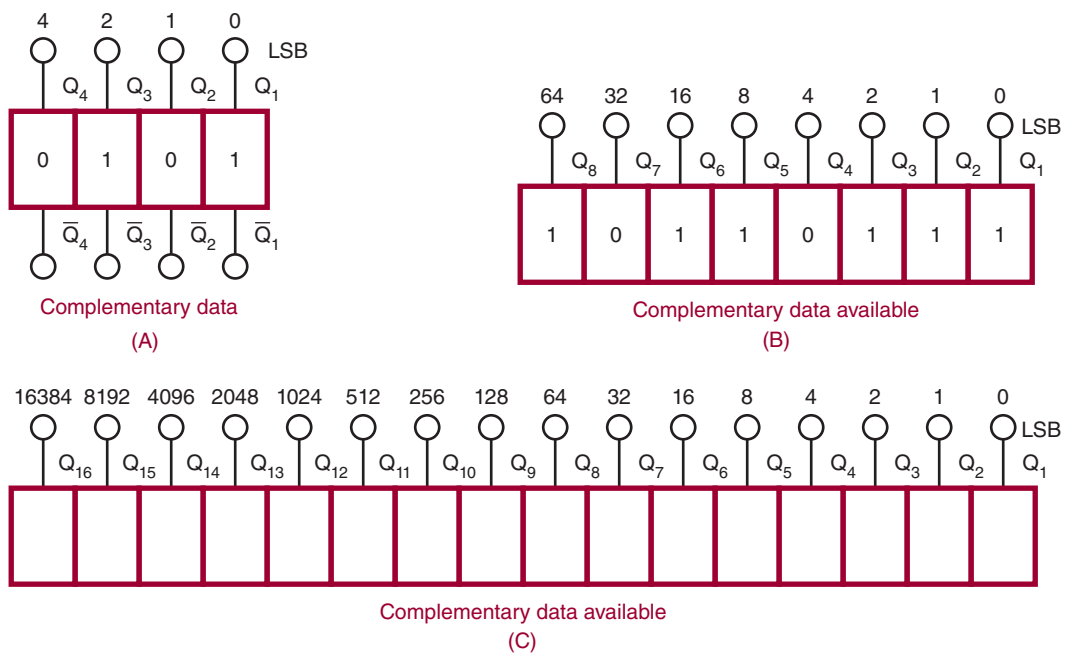 4 2 1 0
LSB
Q4 Q3 Q2 Q1
0 1 0 1
Q̅4 Q̅3 Q̅2 Q̅1
Complementary data
(A)
64 32 16 8 4 2 1 0
LSB
Q8 Q7 Q6 Q5 Q4 Q3 Q2 Q1
1 0 1 1 0 1 1 1
Complementary data available
(B)
16384 8192 4096 2048 1024 512 256 128 64 32 16 8 4 2 1 0
LSB
Q16 Q15 Q14 Q13 Q12 Q11 Q10 Q9 Q8 Q7 Q6 Q5 Q4 Q3 Q2 Q1
Complementary data available
(C)